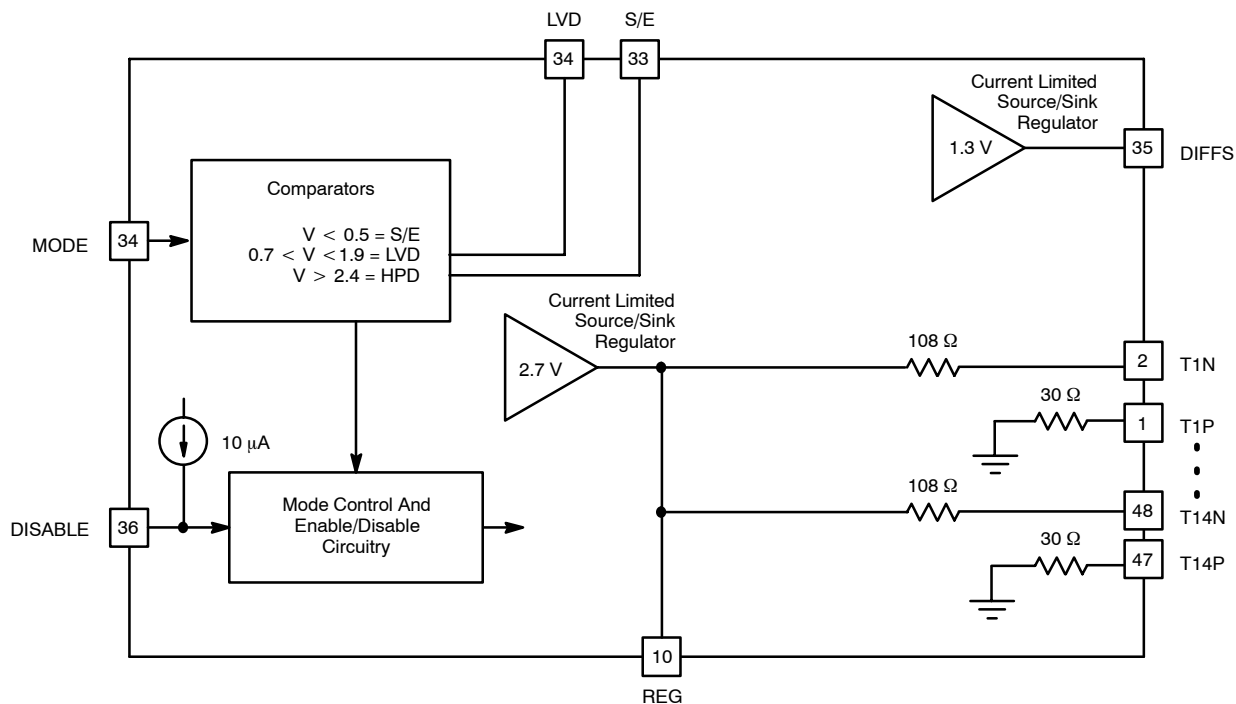 LVD
S/E
34
33
Current Limited
Source/Sink
Regulator
1.3 V
35
DIFFS
Comparators
V < 0.5 = S/E
0.7 < V <1.9 = LVD
V > 2.4 = HPD
MODE
34
Current Limited
Source/Sink
Regulator
2.7 V
108 Ω
2
T1N
30 Ω
1
T1P
10 μA
108 Ω
48
T14N
DISABLE
36
Mode Control And
Enable/Disable
Circuitry
30 Ω
47
T14P
10
REG